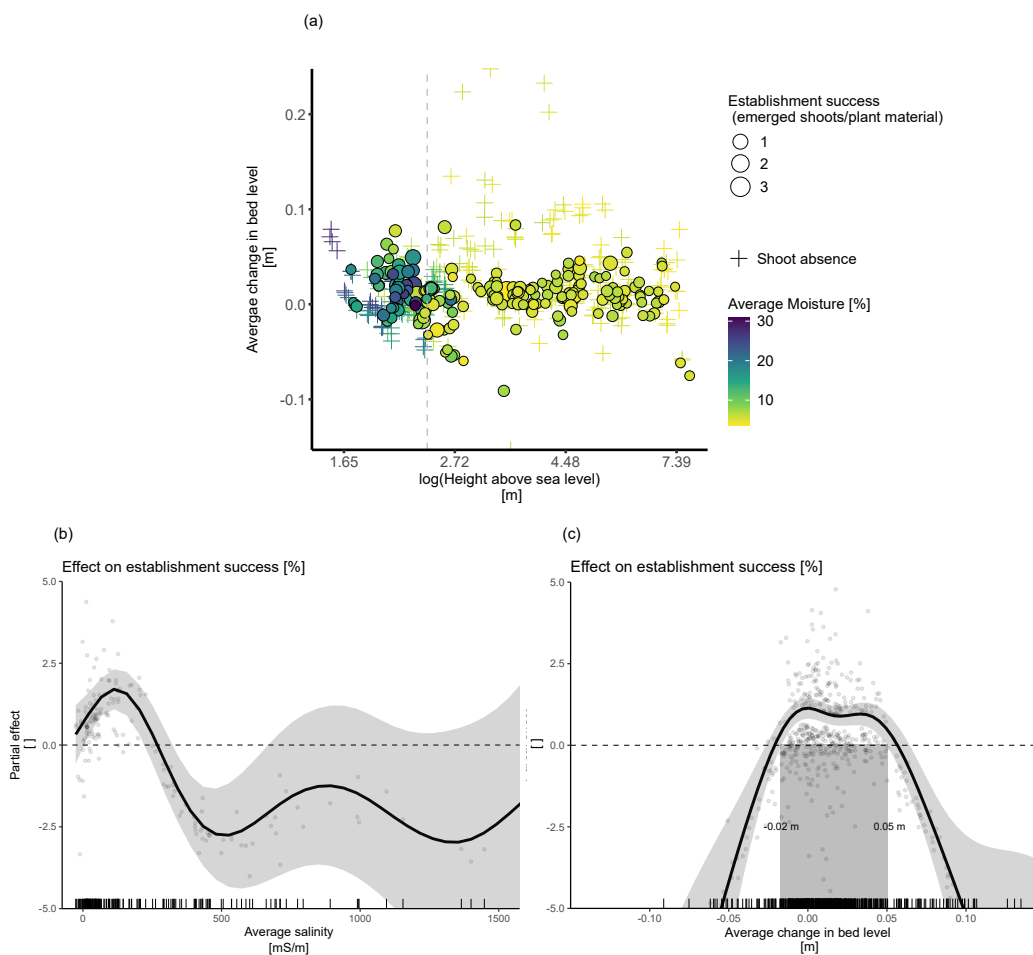 (a)
Avergae change in bed level
[m]
0.2
0.1
0.0
-0.1
1.65
2.72
4.48
7.39
log(Height above sea level)
[m]
Establishment success
(emerged shoots/plant material)
1
2
3
Shoot absence
Average Moisture [%]
30
20
10
(b)
Effect on establishment success [%]
Partial effect
[ ]
5.0
2.5
0.0
-2.5
-5.0
0
500
1000
1500
Average salinity
[mS/m]
(c)
Effect on establishment success [%]
[ ]
5.0
2.5
0.0
-2.5
-5.0
-0.02 m
0.05 m
-0.10
-0.05
0.00
0.05
0.10
Average change in bed level
[m]